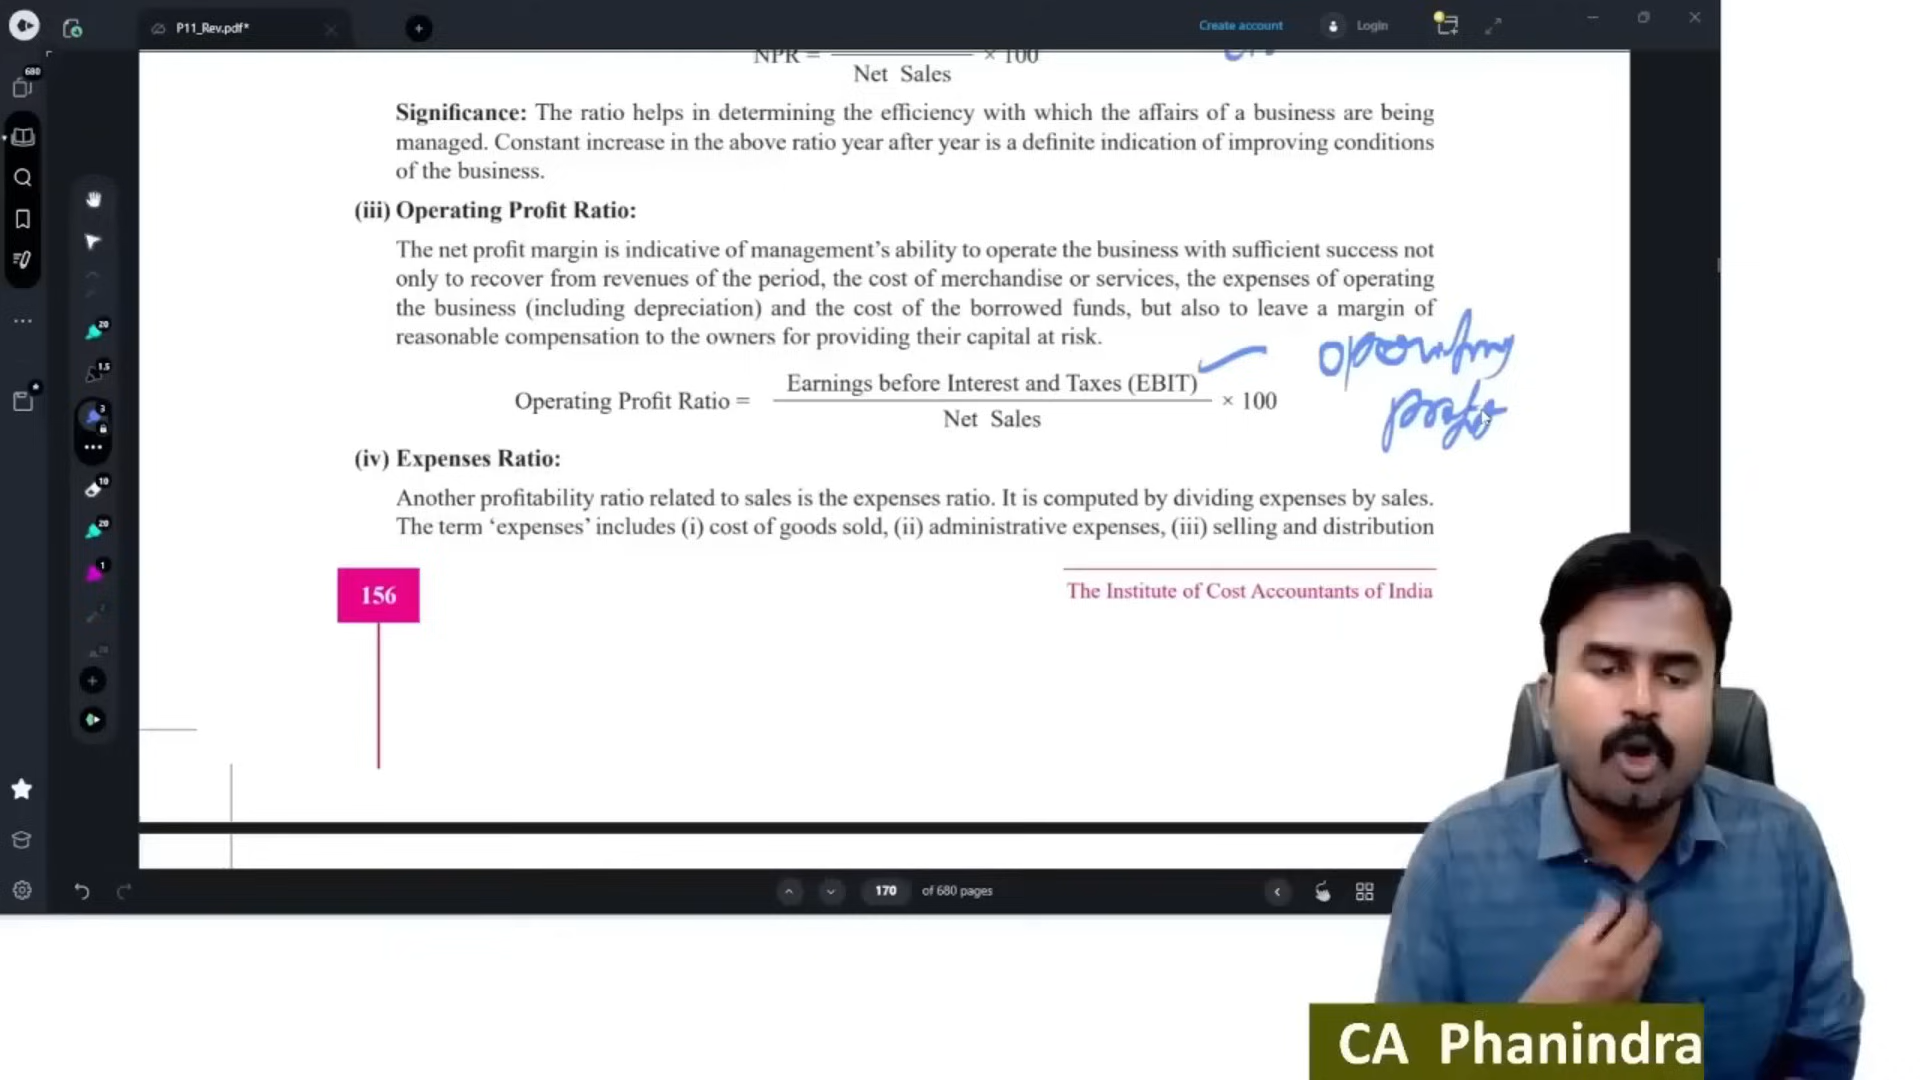 680
P11_Rev.pdf*
Create account
Login
NPR = × 100
Net Sales
Significance: The ratio helps in determining the efficiency with which the affairs of a business are being
managed. Constant increase in the above ratio year after year is a definite indication of improving conditions
of the business.
(iii) Operating Profit Ratio:
The net profit margin is indicative of management's ability to operate the business with sufficient success not
only to recover from revenues of the period, the cost of merchandise or services, the expenses of operating
the business (including depreciation) and the cost of the borrowed funds, but also to leave a margin of
reasonable compensation to the owners for providing their capital at risk.
Operating Profit Ratio = Earnings before Interest and Taxes (EBIT) × 100
Net Sales
operating
profit
(iv) Expenses Ratio:
Another profitability ratio related to sales is the expenses ratio. It is computed by dividing expenses by sales.
The term ‘expenses’ includes (i) cost of goods sold, (ii) administrative expenses, (iii) selling and distribution
156
The Institute of Cost Accountants of India
20
1.5
3
10
20
1
170 of 680 pages
CA Phanindra